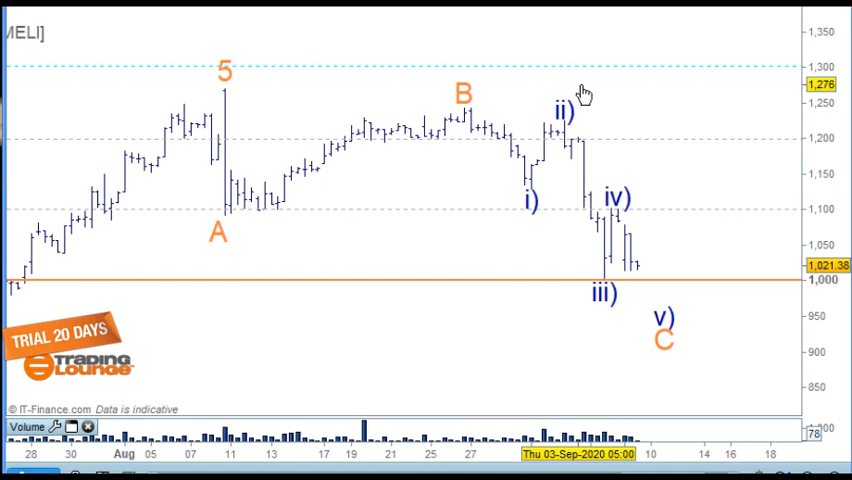 MELI]
1,350
1,300
1,276
1,250
1,200
1,150
1,100
1,050
1,021.38
1,000
950
900
850
5
B
ii)
A
i)
iv)
iii)
v)
C
TRIAL 20 DAYS
TRADING
LOUNGE
© IT-Finance.com Data is indicative
Volume
78
28 30 Aug 05 07 11 13 17 19 21 25 27 Thu 03-Sep-2020 05:00 10 14 16 18